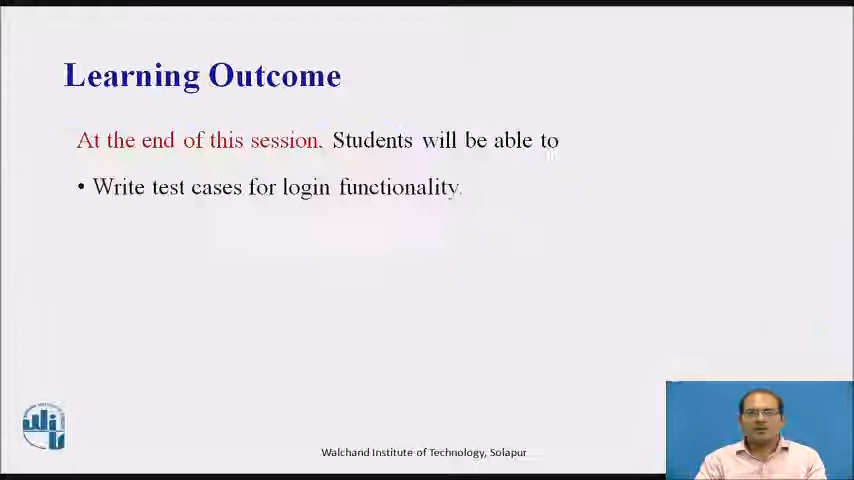 Learning Outcome
At the end of this session, Students will be able to
• Write test cases for login functionality.
Walchand Institute of Technology, Solapur